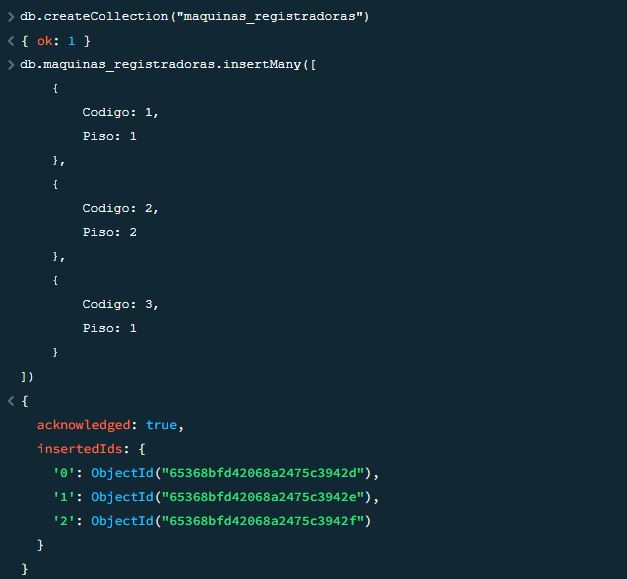 > db.createCollection("maquinas_registradoras")
< { ok: 1 }
> db.maquinas_registradoras.insertMany([
    {
        Codigo: 1,
        Piso: 1
    },
    {
        Codigo: 2,
        Piso: 2
    },
    {
        Codigo: 3,
        Piso: 1
    }
])
< {
  acknowledged: true,
  insertedIds: {
    '0': ObjectId("65368bfd42068a2475c3942d"),
    '1': ObjectId("65368bfd42068a2475c3942e"),
    '2': ObjectId("65368bfd42068a2475c3942f")
  }
}